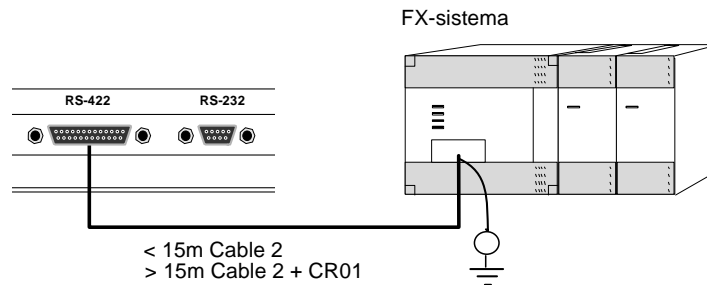 FX-sistema
RS-422
RS-232
< 15m Cable 2
> 15m Cable 2 + CR01